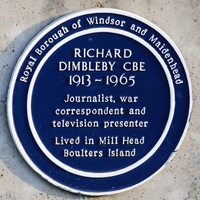 Royal Borough of Windsor and Maidenhead
RICHARD
DIMBLEBY CBE
1913 - 1965
Journalist, war
correspondent and
television presenter
Lived in Mill Head
Boulters Island